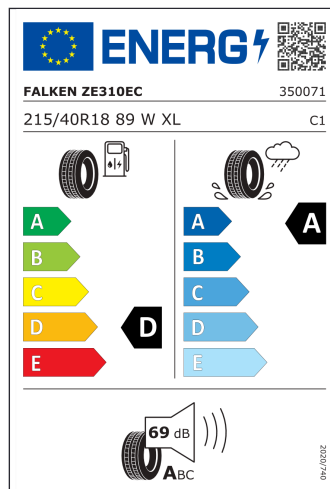 ENERG
FALKEN ZE310EC 350071
215/40R18 89 W XL C1
A A A
B B
C C
D D D
E E
69 dB
ABC
2020/740